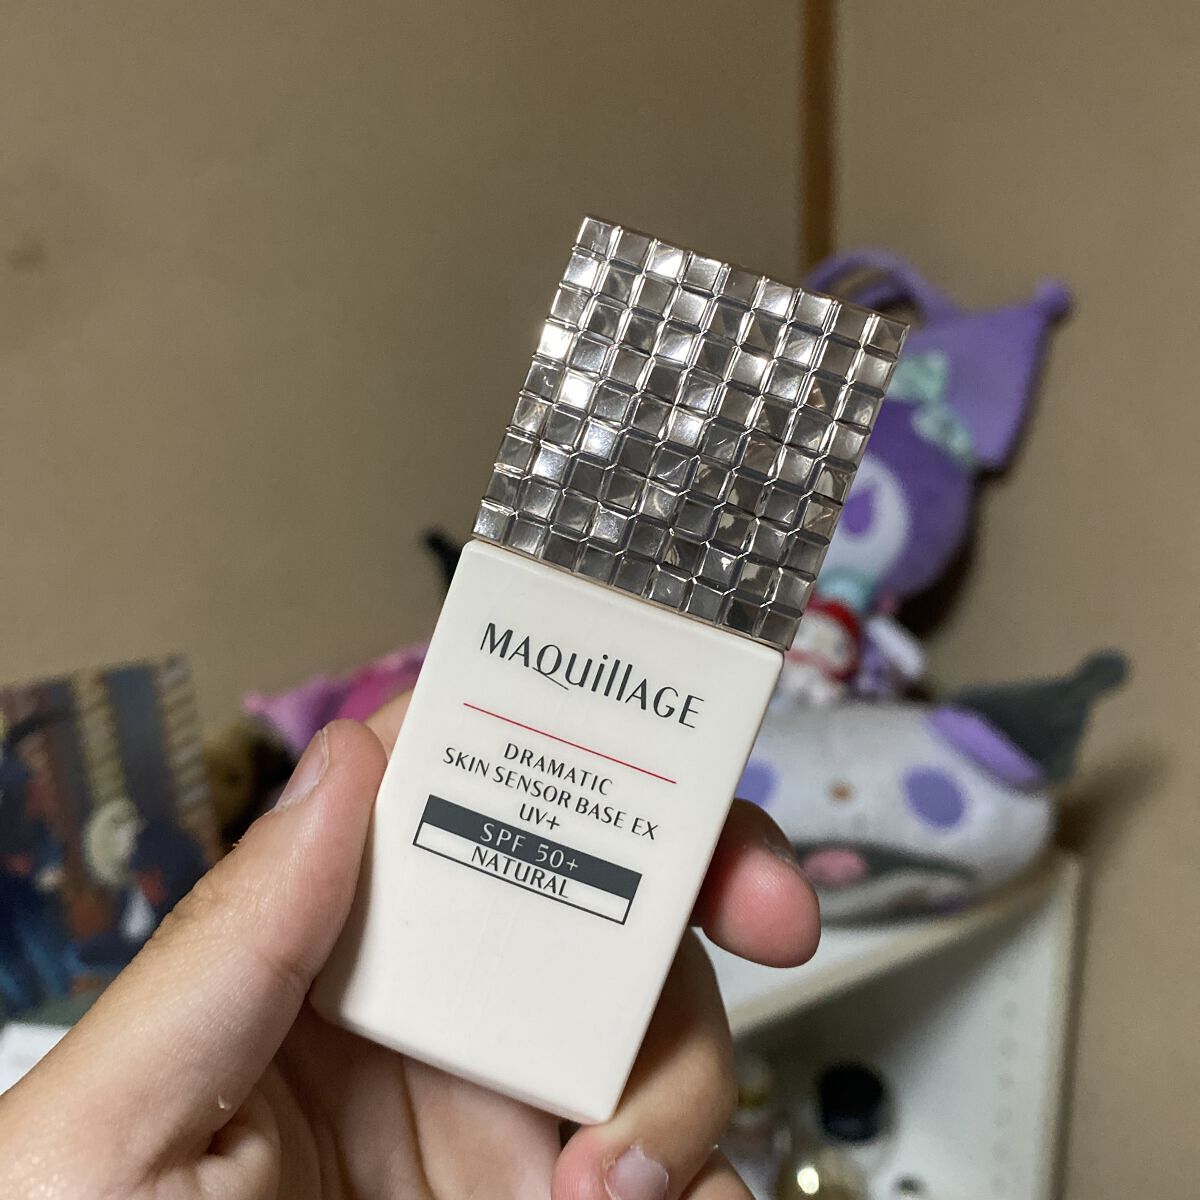 MAQuillAGE
DRAMATIC
SKIN SENSOR BASE EX
UV+
SPF 50+
NATURAL